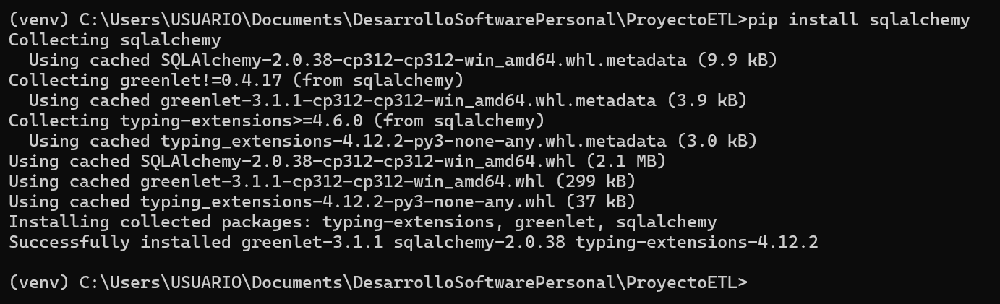 (venv) C:\Users\USUARIO\Documents\DesarrolloSoftwarePersonal\ProyectoETL>pip install sqlalchemy
Collecting sqlalchemy
  Using cached SQLAlchemy-2.0.38-cp312-cp312-win_amd64.whl.metadata (9.9 kB)
Collecting greenlet!=0.4.17 (from sqlalchemy)
  Using cached greenlet-3.1.1-cp312-cp312-win_amd64.whl.metadata (3.9 kB)
Collecting typing-extensions>=4.6.0 (from sqlalchemy)
  Using cached typing_extensions-4.12.2-py3-none-any.whl.metadata (3.0 kB)
Using cached SQLAlchemy-2.0.38-cp312-cp312-win_amd64.whl (2.1 MB)
Using cached greenlet-3.1.1-cp312-cp312-win_amd64.whl (299 kB)
Using cached typing_extensions-4.12.2-py3-none-any.whl (37 kB)
Installing collected packages: typing-extensions, greenlet, sqlalchemy
Successfully installed greenlet-3.1.1 sqlalchemy-2.0.38 typing-extensions-4.12.2
(venv) C:\Users\USUARIO\Documents\DesarrolloSoftwarePersonal\ProyectoETL>